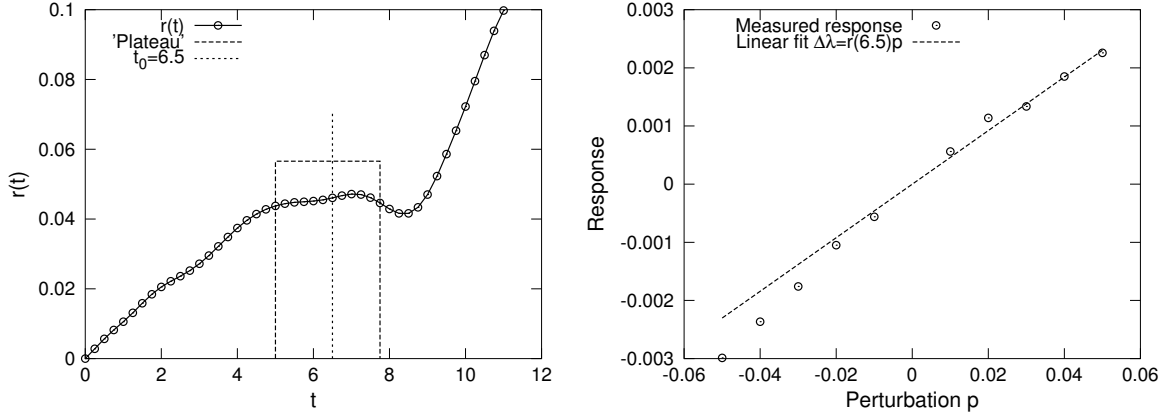 0.1
0.08
0.06
0.04
0.02
0
r(t)
r(t)
'Plateau'
t0=6.5
0 2 4 6 8 10 12
t
0.003
0.002
0.001
0
-0.001
-0.002
-0.003
Response
Measured response
Linear fit Δλ=r(6.5)p
-0.06 -0.04 -0.02 0 0.02 0.04 0.06
Perturbation p